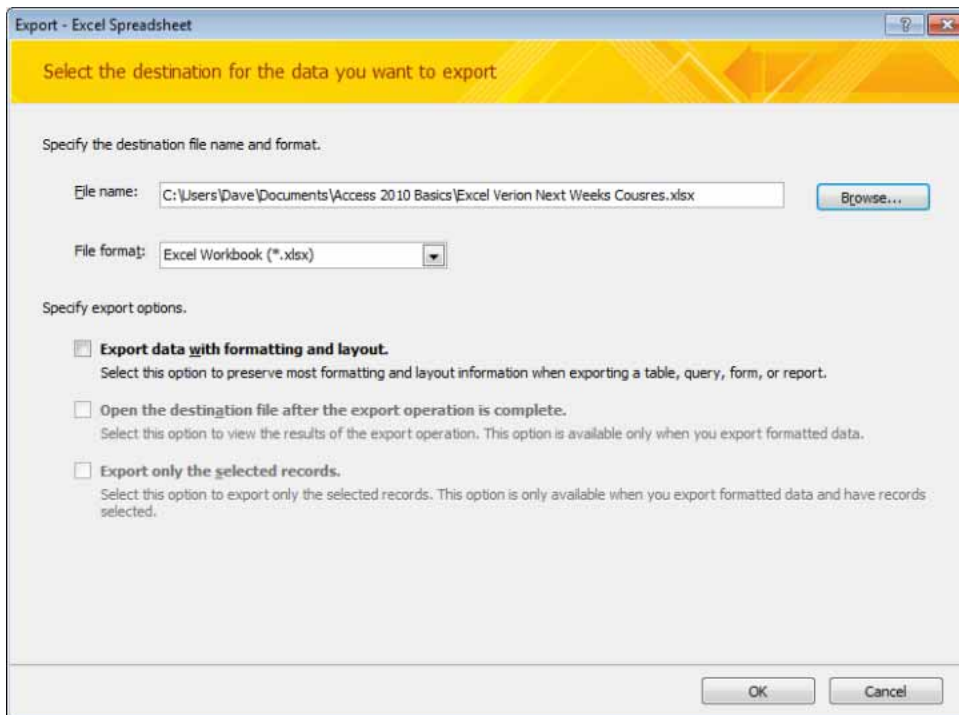 Export - Excel Spreadsheet
Select the destination for the data you want to export
Specify the destination file name and format.
File name: C:\Users\Dave\Documents\Access 2010 Basics\Excel Verion Next Weeks Cousres.xlsx Browse...
File format: Excel Workbook (*.xlsx)
Specify export options.
Export data with formatting and layout.
Select this option to preserve most formatting and layout information when exporting a table, query, form, or report.
Open the destination file after the export operation is complete.
Select this option to view the results of the export operation. This option is available only when you export formatted data.
Export only the selected records.
Select this option to export only the selected records. This option is only available when you export formatted data and have records
selected.
OK Cancel